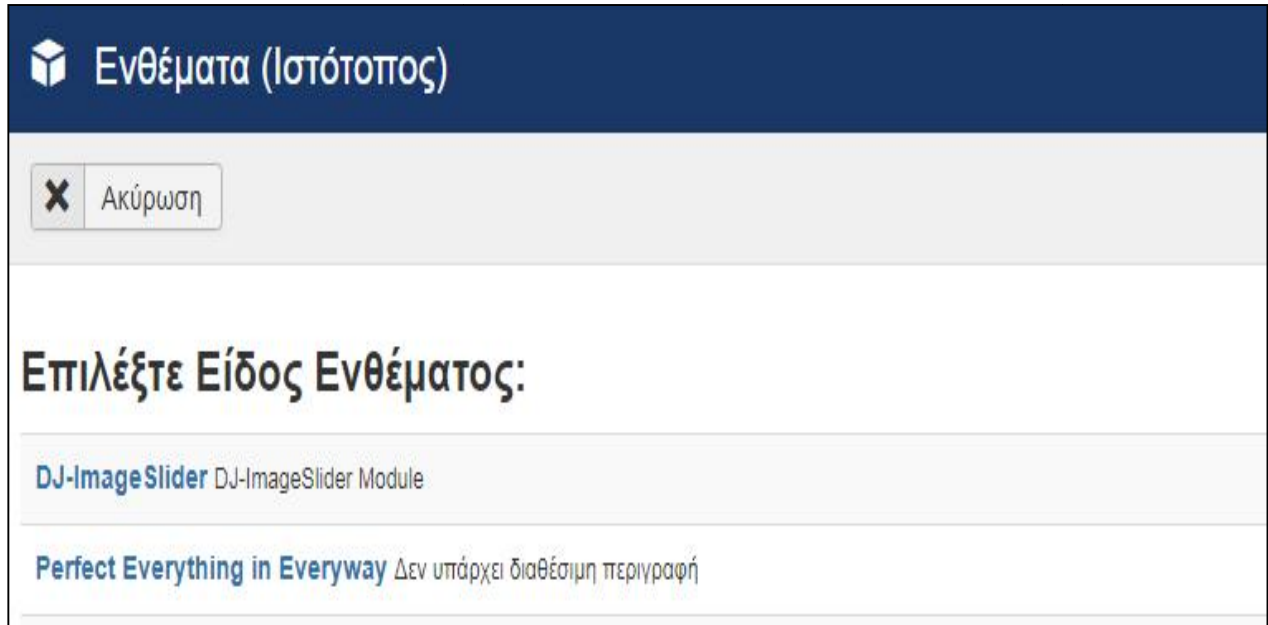 Ενθέματα (Ιστότοπος)
Ακύρωση
Επιλέξτε Είδος Ενθέματος:
DJ-ImageSlider DJ-ImageSlider Module
Perfect Everything in Everyway Δεν υπάρχει διαθέσιμη περιγραφή